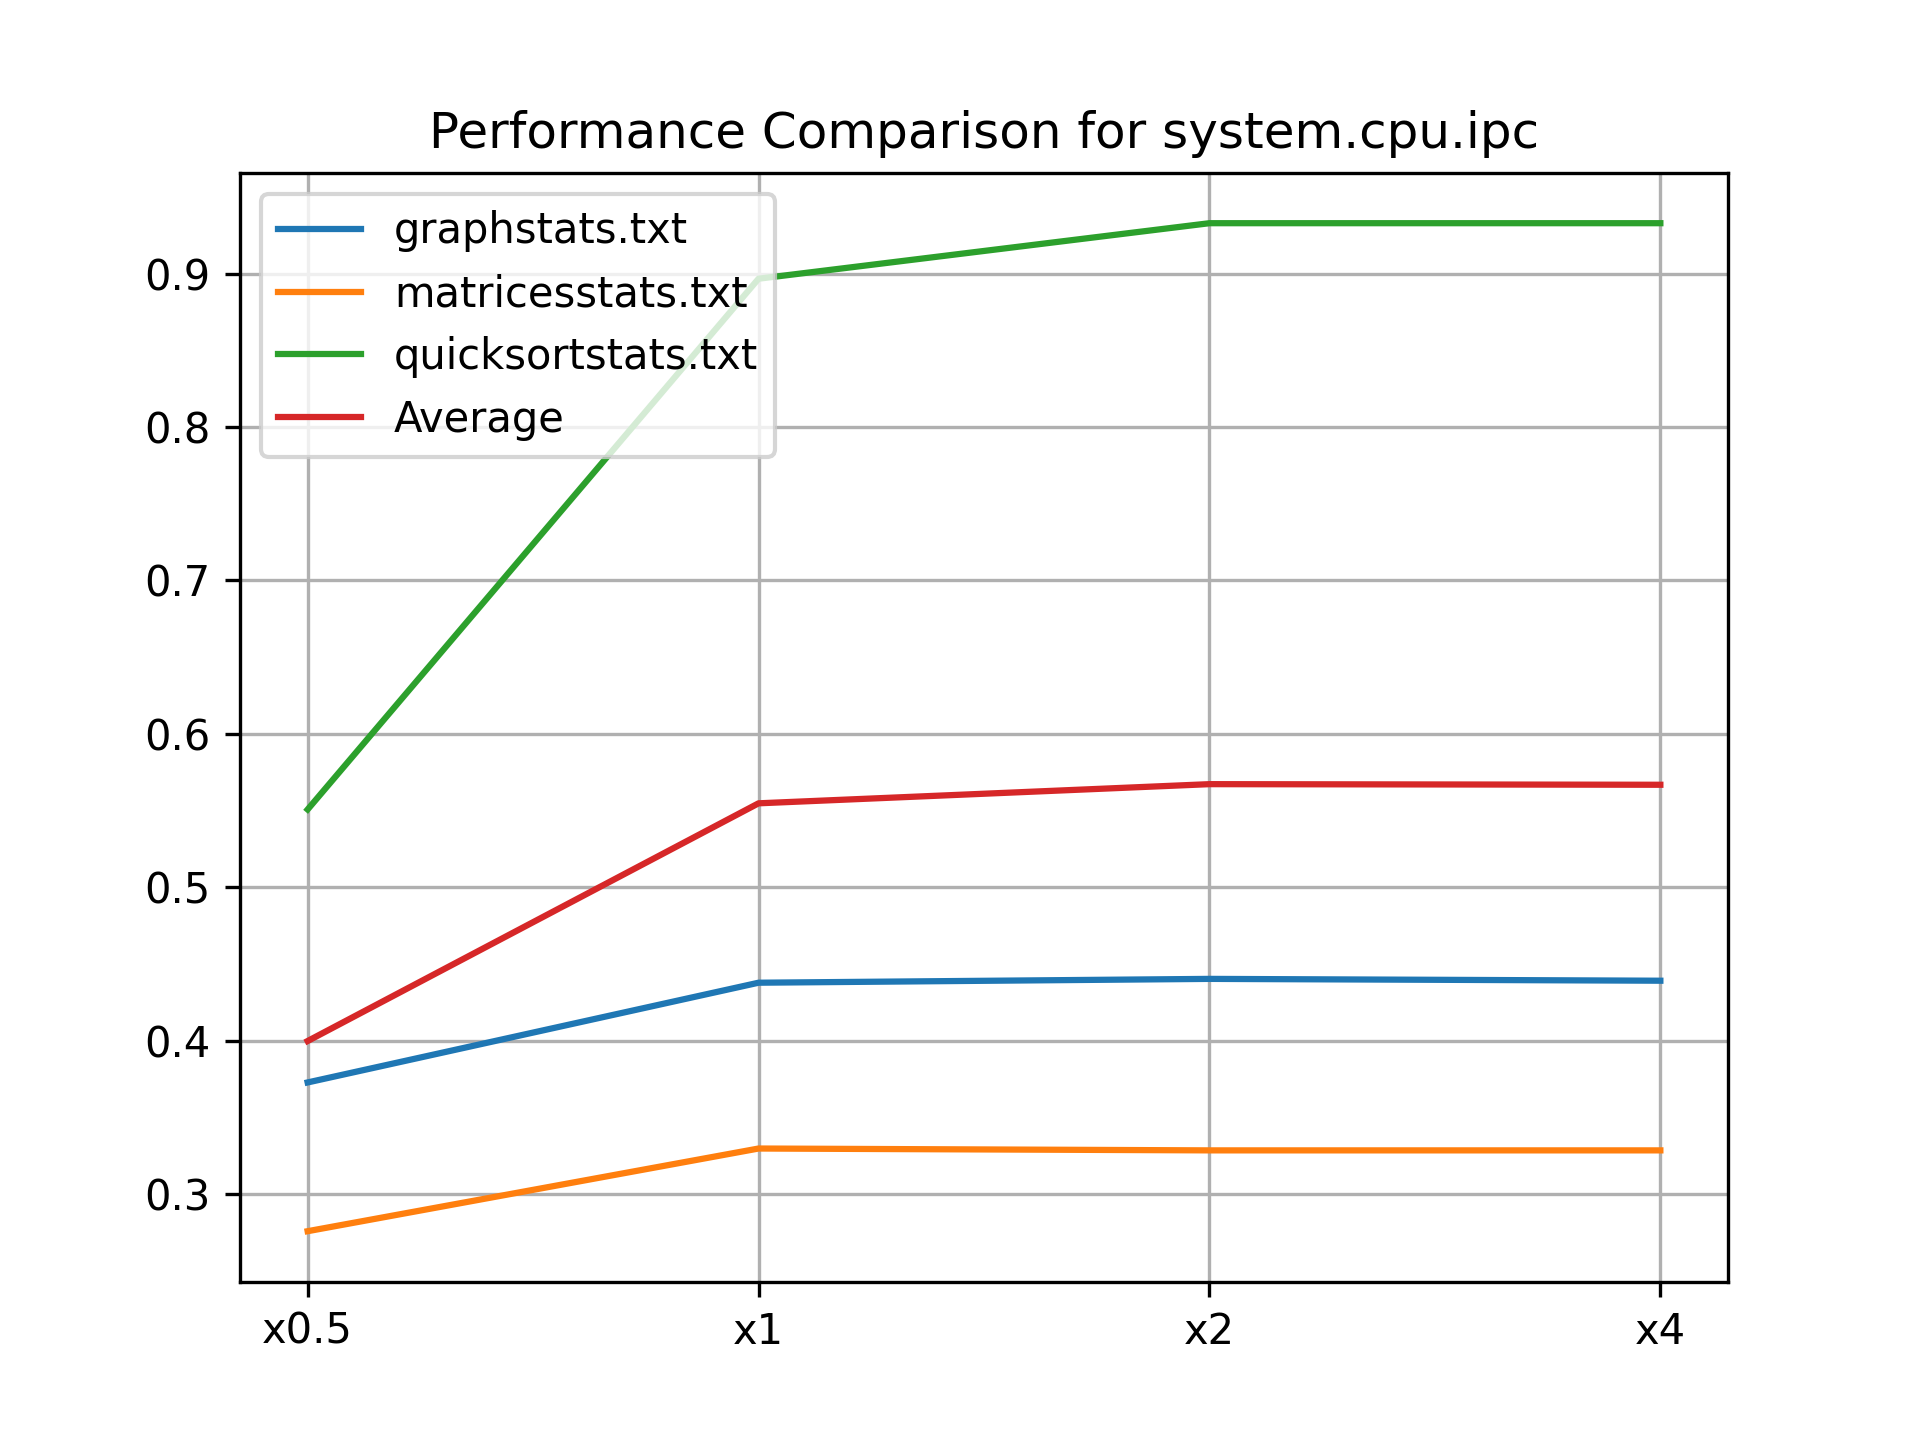 Performance Comparison for system.cpu.ipc
graphstats.txt
matricesstats.txt
quicksortstats.txt
Average
0.9
0.8
0.7
0.6
0.5
0.4
0.3
x0.5 x1 x2 x4